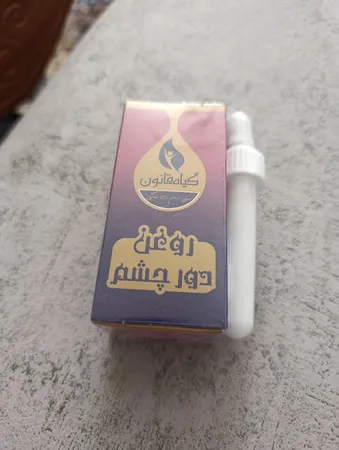 گیاه قانون
روغن
دور چشم